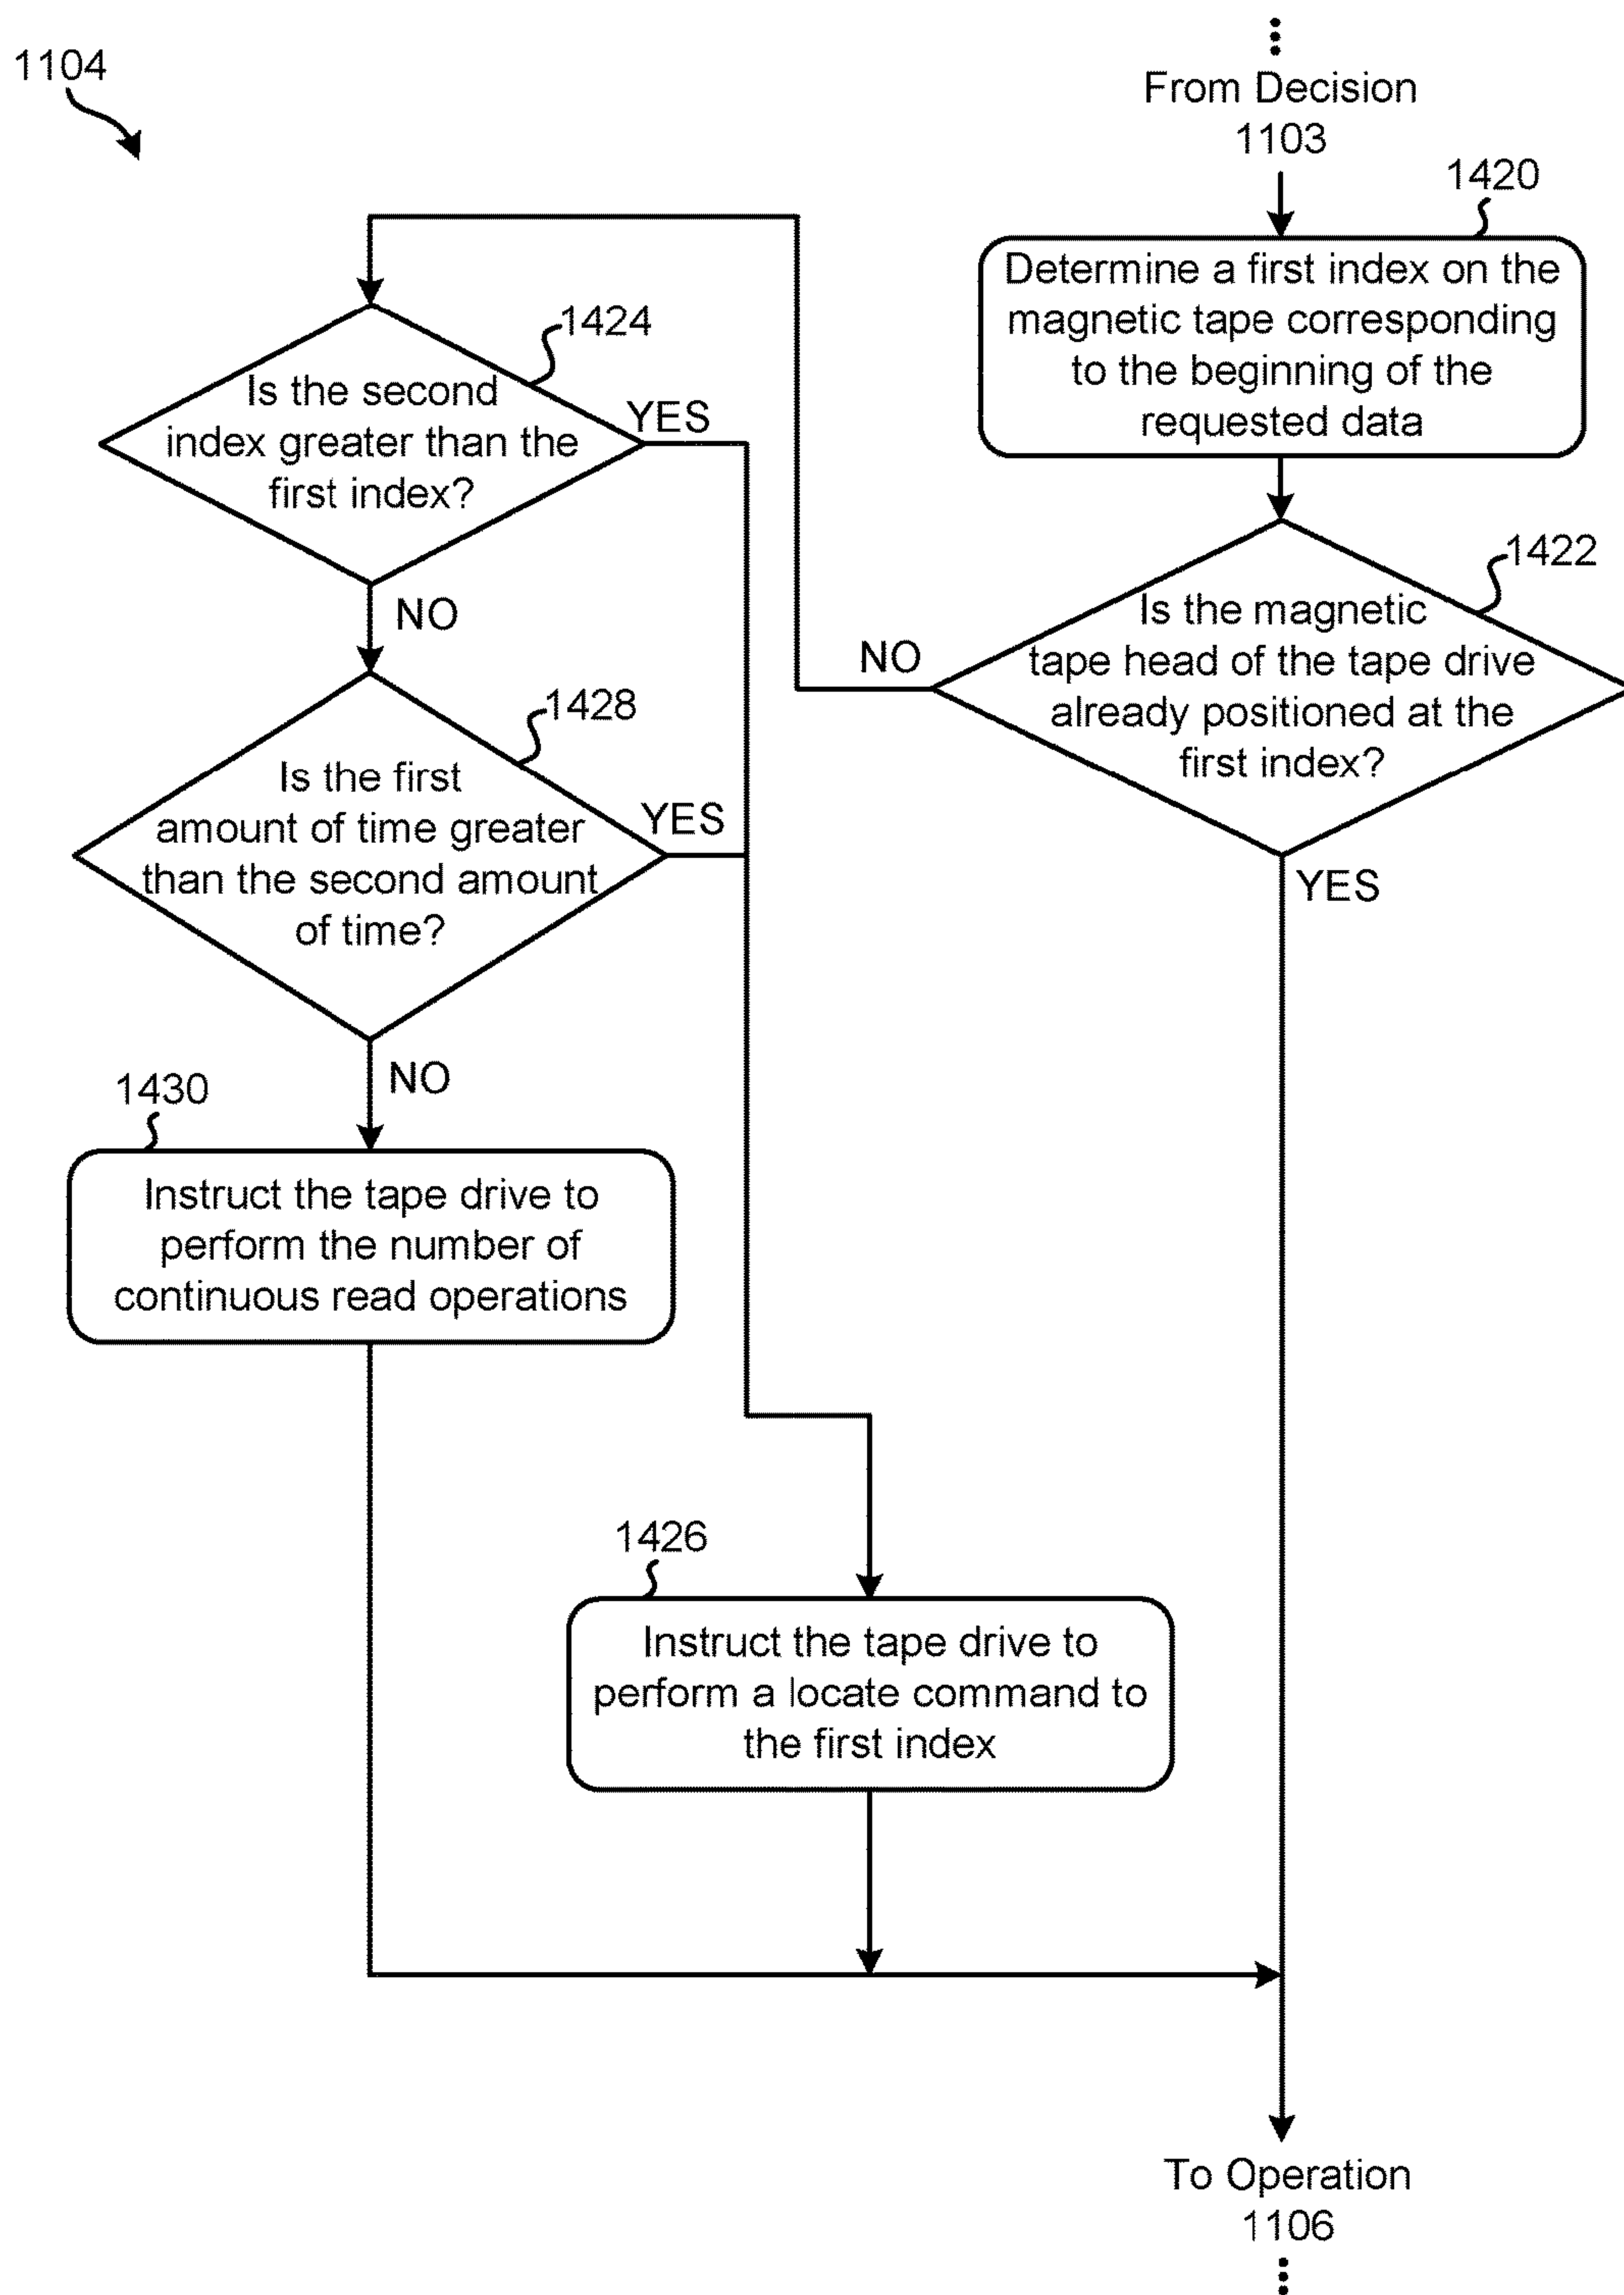 1104
From Decision
1103
1420
Determine a first index on the
magnetic tape corresponding
to the beginning of the
requested data
1422
Is the magnetic
tape head of the tape drive
already positioned at the
first index?
NO
YES
1424
Is the second
index greater than the
first index?
YES
NO
1428
Is the first
amount of time greater
than the second amount
of time?
YES
NO
1430
Instruct the tape drive to
perform the number of
continuous read operations
1426
Instruct the tape drive to
perform a locate command to
the first index
To Operation
1106